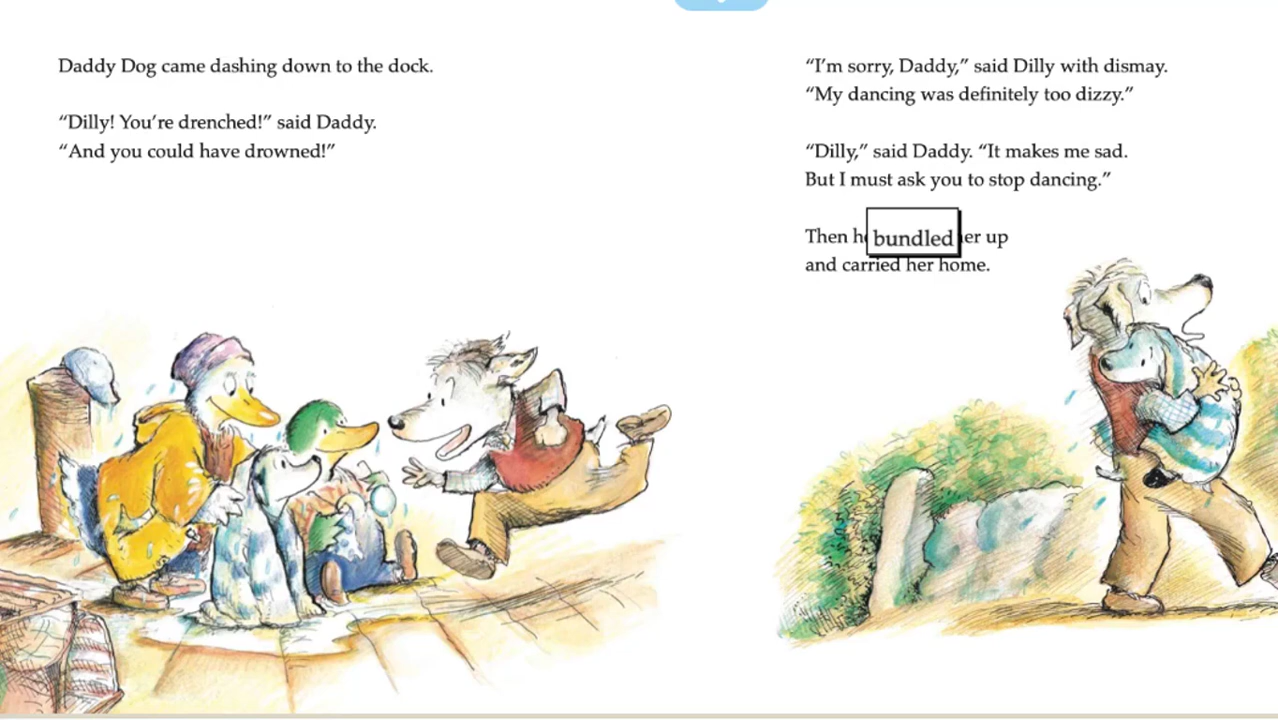 Daddy Dog came dashing down to the dock.
“Dilly! You’re drenched!” said Daddy.
“And you could have drowned!”
“I’m sorry, Daddy,” said Dilly with dismay.
“My dancing was definitely too dizzy.”
“Dilly,” said Daddy. “It makes me sad.
But I must ask you to stop dancing.”
Then he bundled her up
and carried her home.